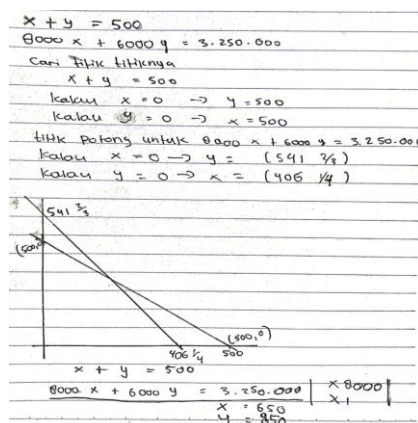 x + y = 500
8000 x + 6000 y = 3.250.000
Cari Titik titiknya
x + y = 500
kalau x = 0 → y = 500
kalau y = 0 → x = 500
titik potong untuk 8000 x + 6000 y = 3.250.000
kalau x = 0 → y = (541 2/3)
kalau y = 0 → x = (406 1/4)
541 2/3
(500,0)
(500,0)
406 1/4 500
x + y = 500 | x 8000
8000 x + 6000 y = 3.250.000 | x 1
x = 650
y = 850